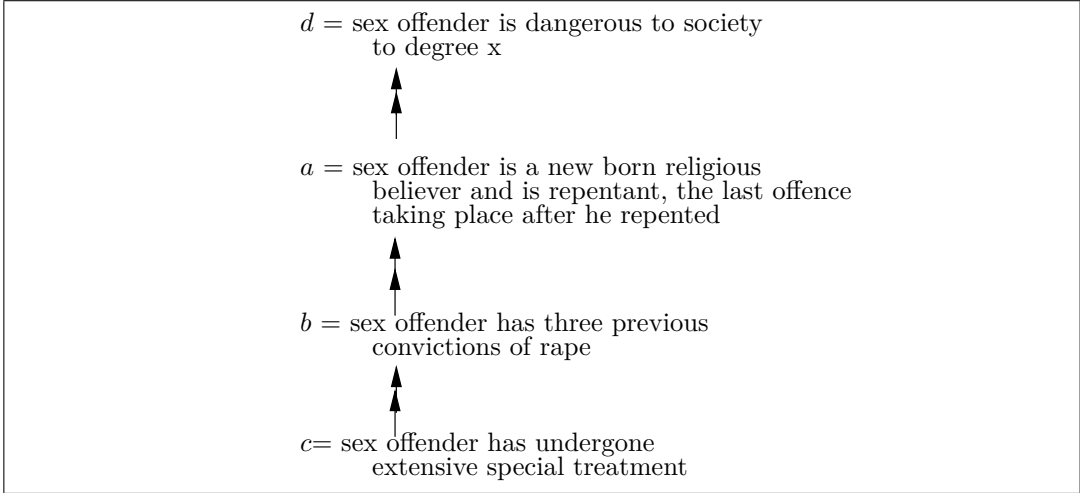 d = sex offender is dangerous to society
to degree x
a = sex offender is a new born religious
believer and is repentant, the last offence
taking place after he repented
b = sex offender has three previous
convictions of rape
c= sex offender has undergone
extensive special treatment